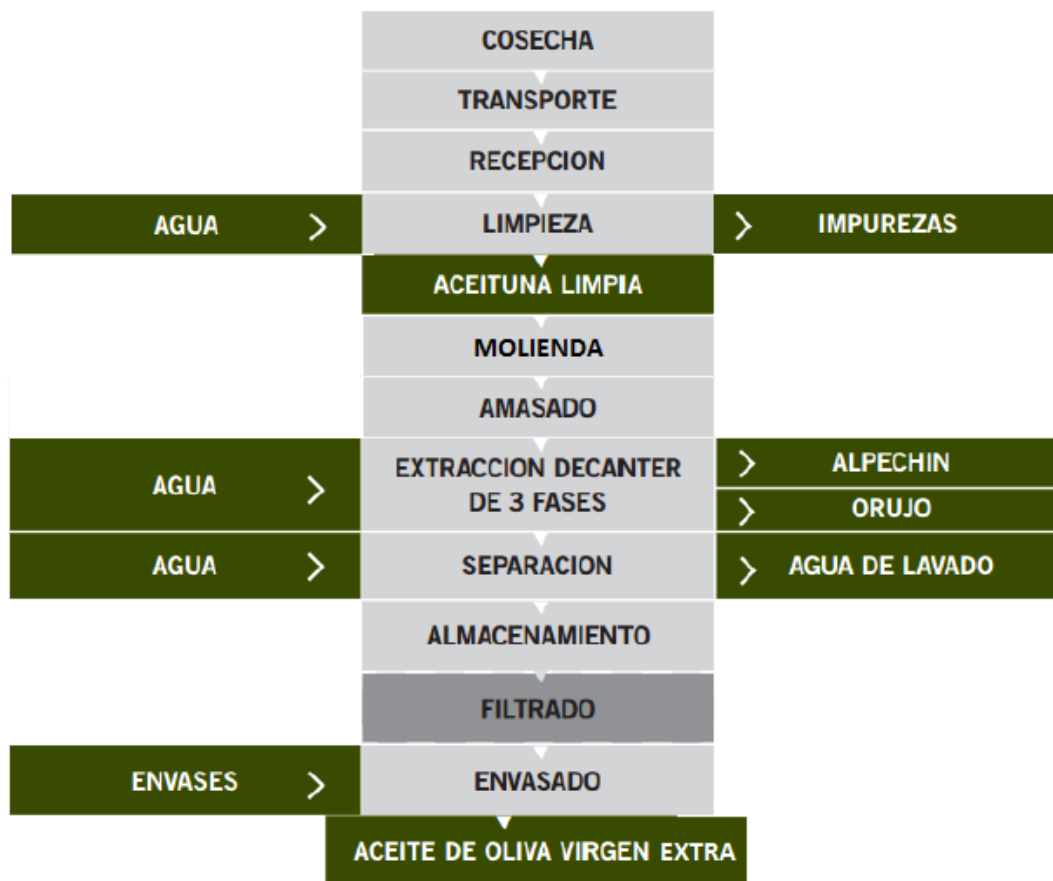 COSECHA
TRANSPORTE
RECEPCION
AGUA > LIMPIEZA > IMPUREZAS
ACEITUNA LIMPIA
MOLIENDA
AMASADO
AGUA > EXTRACCION DECANTER
DE 3 FASES
> ALPECHIN
> ORUJO
AGUA > SEPARACION > AGUA DE LAVADO
ALMACENAMIENTO
FILTRADO
ENVASES > ENVASADO
ACEITE DE OLIVA VIRGEN EXTRA